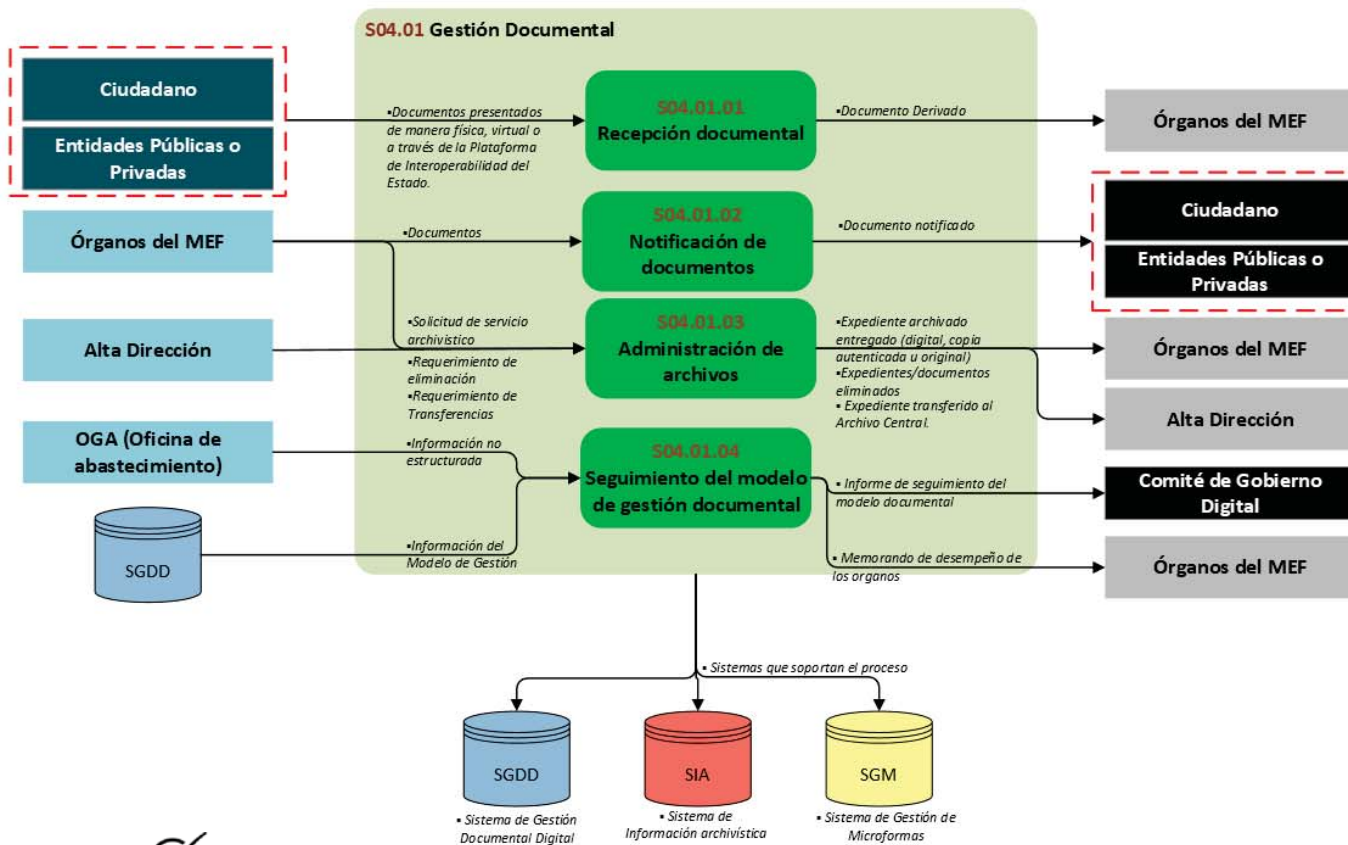 S04.01 Gestión Documental
Ciudadano
Entidades Públicas o
Privadas
▪Documentos presentados
de manera física, virtual o
a través de la Plataforma
de Interoperabilidad del
Estado.
S04.01.01
Recepción documental
▪Documento Derivado
Órganos del MEF
Órganos del MEF
▪Documentos
S04.01.02
Notificación de
documentos
▪Documento notificado
Ciudadano
Entidades Públicas o
Privadas
Alta Dirección
▪Solicitud de servicio
archivístico
▪Requerimiento de
eliminación
▪Requerimiento de
Transferencias
S04.01.03
Administración de
archivos
▪Expediente archivado
entregado (digital, copia
autenticada u original)
▪Expedientes/documentos
eliminados
▪ Expediente transferido al
Archivo Central.
Órganos del MEF
Alta Dirección
OGA (Oficina de
abastecimiento)
▪Información no
estructurada
SGDD
▪Información del
Modelo de Gestión
S04.01.04
Seguimiento del modelo
de gestión documental
▪ Informe de seguimiento del
modelo documental
▪ Memorando de desempeño de
los organos
Comité de Gobierno
Digital
Órganos del MEF
▪ Sistemas que soportan el proceso
SGDD
▪ Sistema de Gestión
Documental Digital
SIA
▪ Sistema de
Información archivística
SGM
▪ Sistema de Gestión de
Microformas